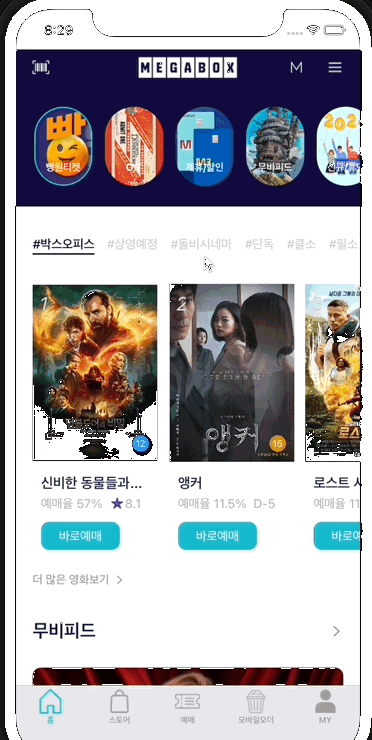 8:29
MEGABOX
M
빵원티켓
제휴/할인
무비피드
#박스오피스 #상영예정 #돌비시네마 #단독 #클소 #필소
1
2
앵커
12
15
신비한 동물들과...
앵커
로스트 시
예매율 57% ★8.1
예매율 11.5% D-5
예매율 11
바로예매
바로예매
바로예
더 많은 영화보기 >
무비피드 >
홈
스토어
예매
모바일오더
MY